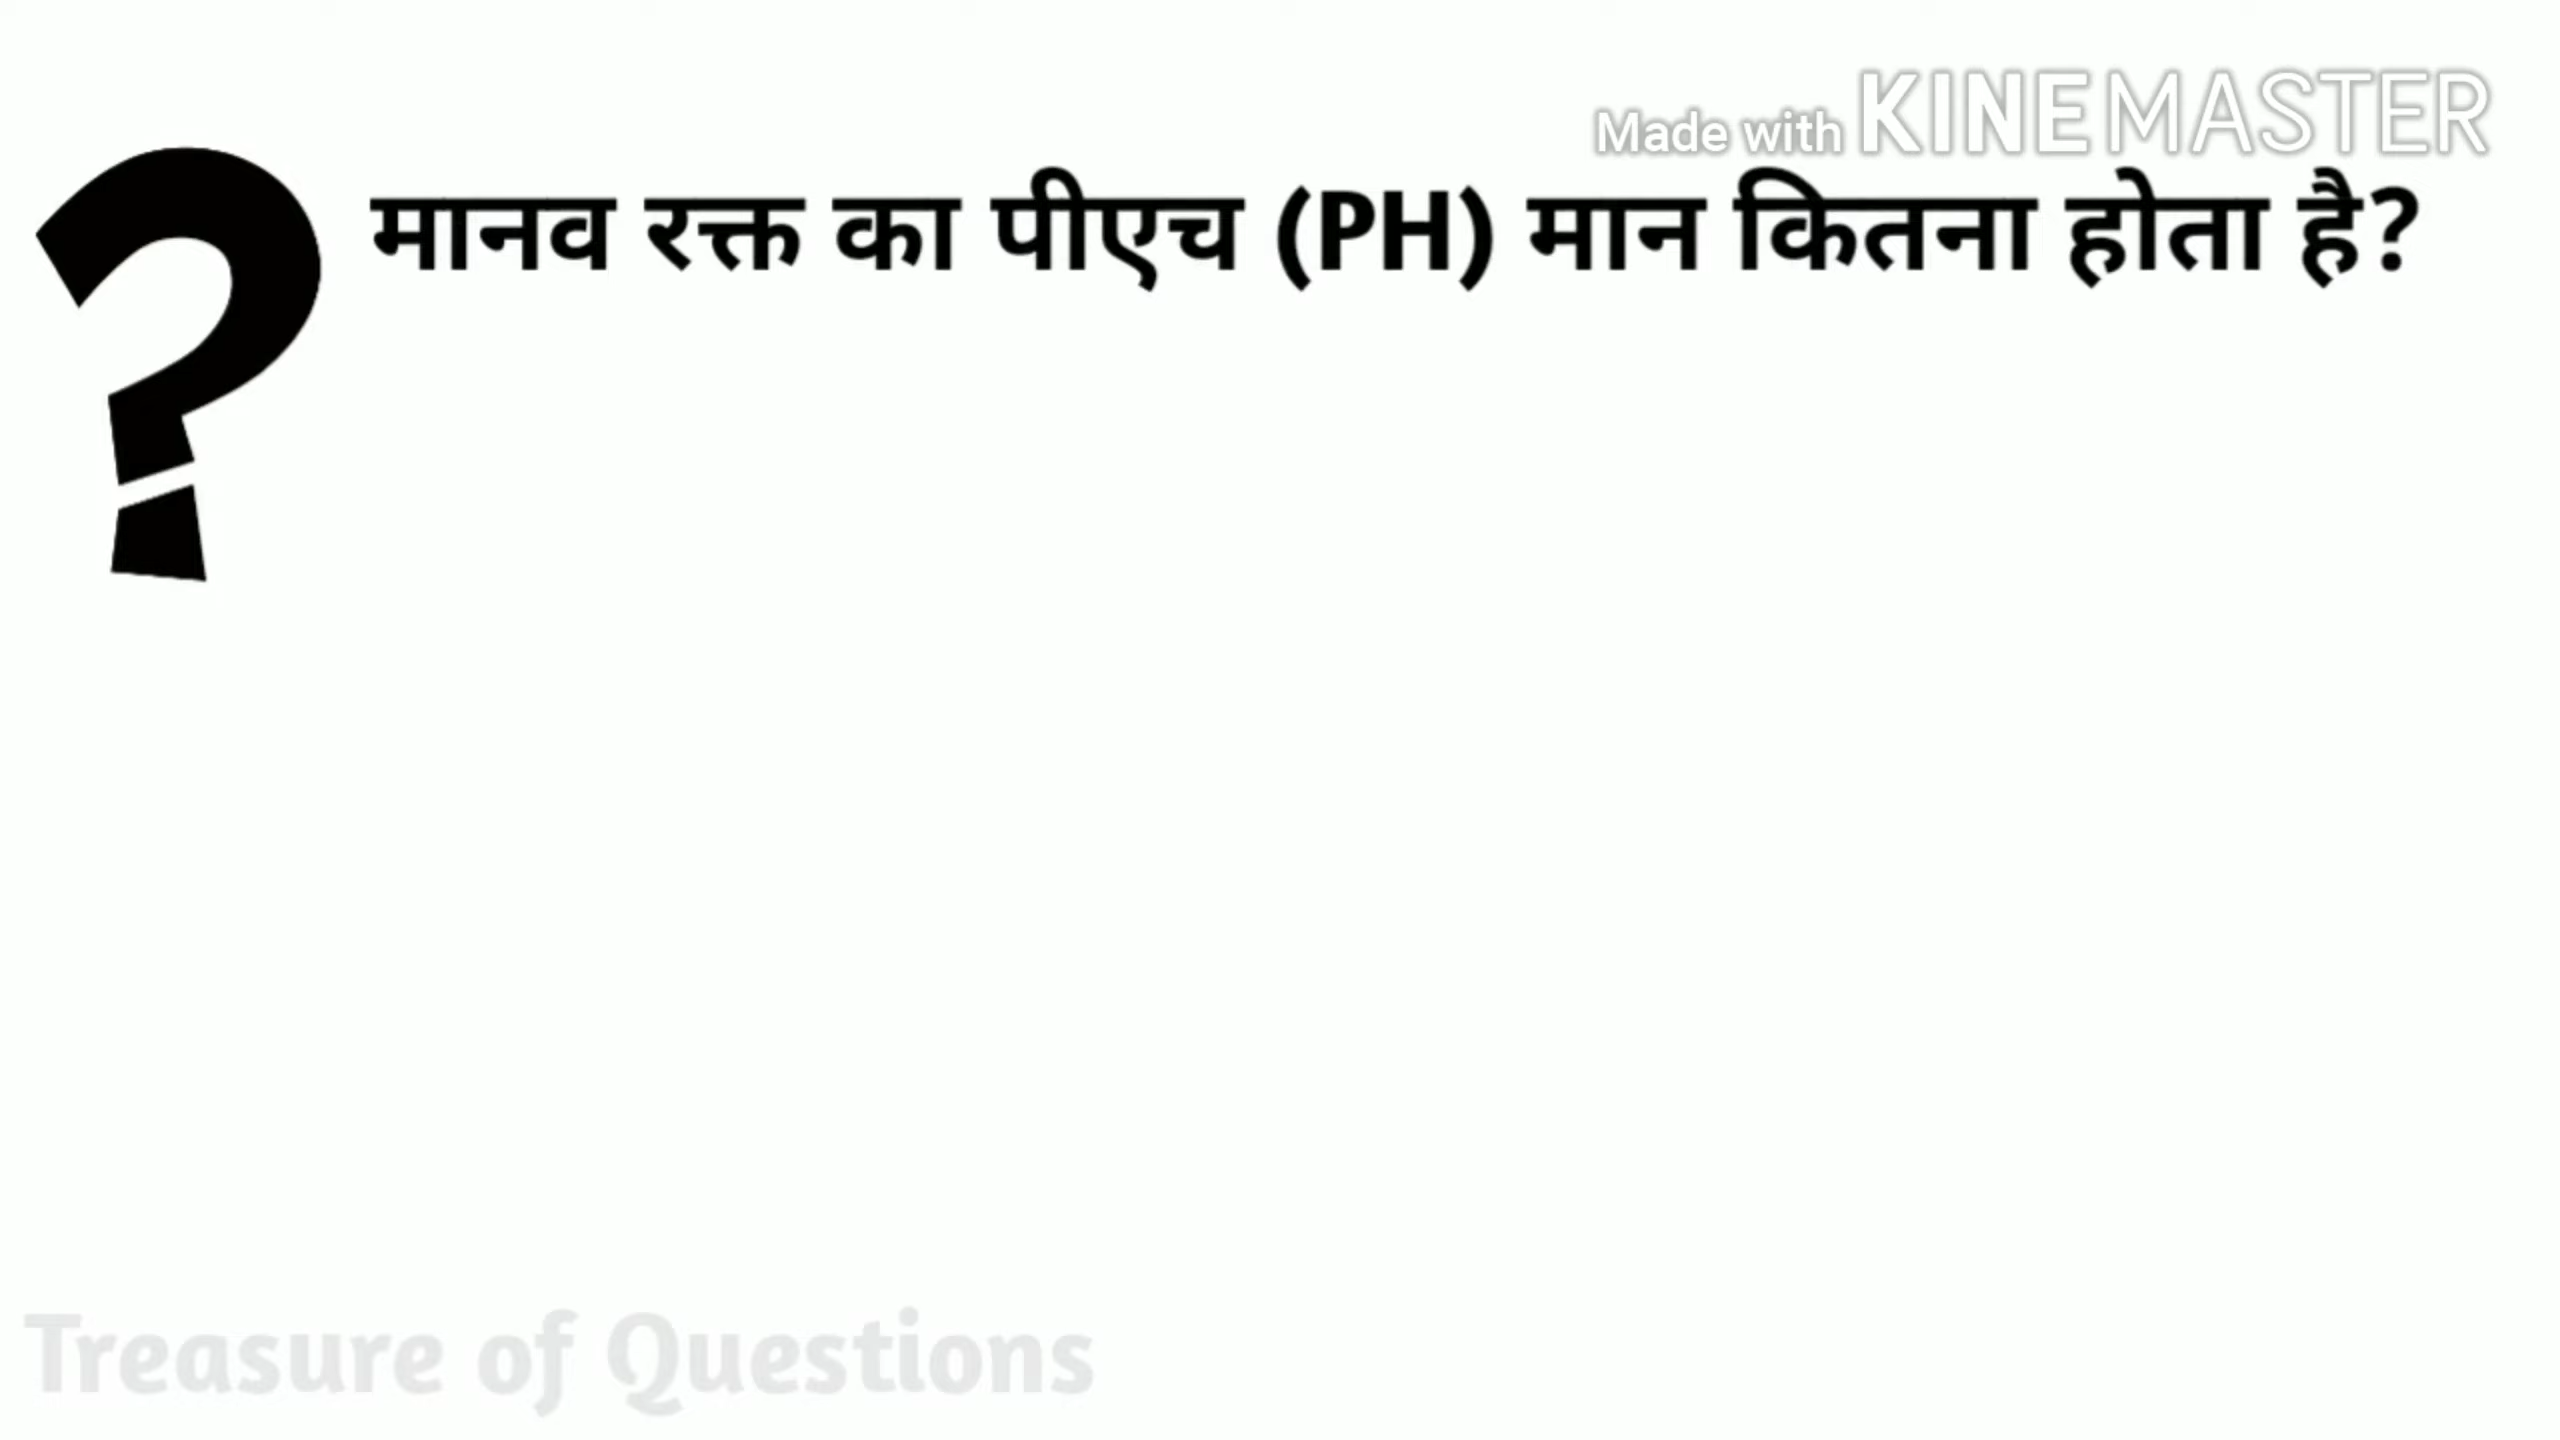 Made with KINEMASTER
मानव रक्त का पीएच (PH) मान कितना होता है?
Treasure of Questions